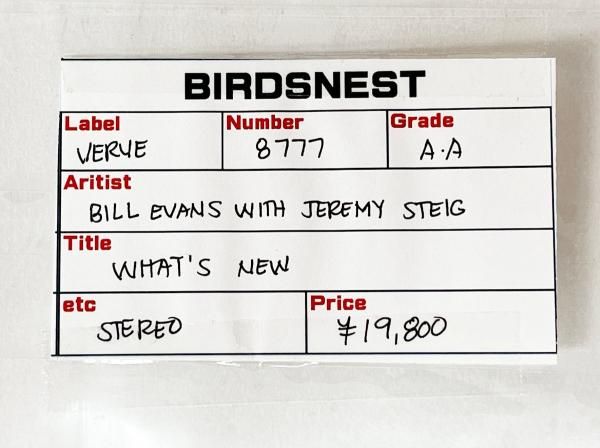 BIRDSNEST
Label Number Grade
VERVE 8777 A.A
Aritist
BILL EVANS WITH JEREMY STEIG
Title
WHAT'S NEW
etc Price
STEREO ¥19,800